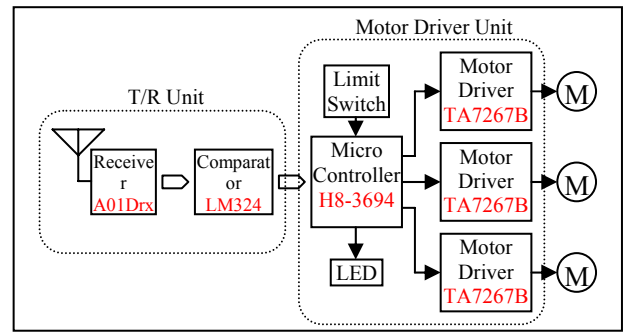 Motor Driver Unit
T/R Unit
Receive
r
A01Drx
Comparat
or
LM324
Limit
Switch
Micro
Controller
H8-3694
LED
Motor
Driver
TA7267B
M
Motor
Driver
TA7267B
M
Motor
Driver
TA7267B
M